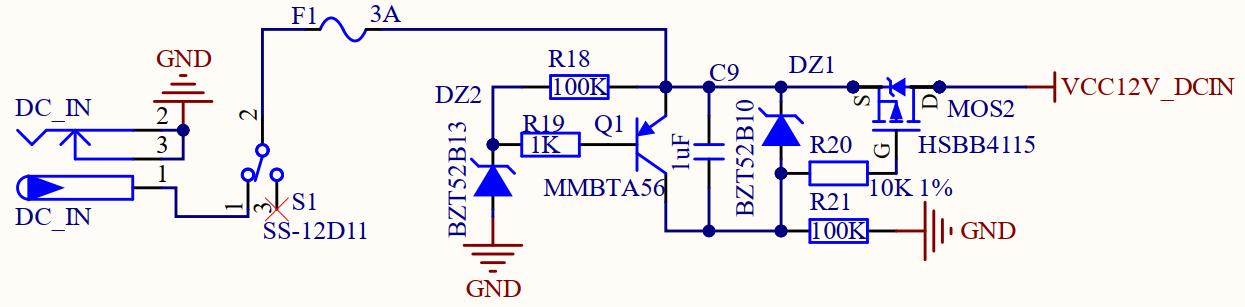 F1
3A
GND
R18
C9
DZ1
DC_IN
2
2
DZ2
100K
VCC12V_DCIN
S
D
MOS2
R19
Q1
1K
3
1uF
BZT52B13
BZT52B10
R20
G
HSBB4115
1
MMBTA56
10K 1%
DC_IN
1
3
S1
R21
SS-12D11
100K
GND
GND